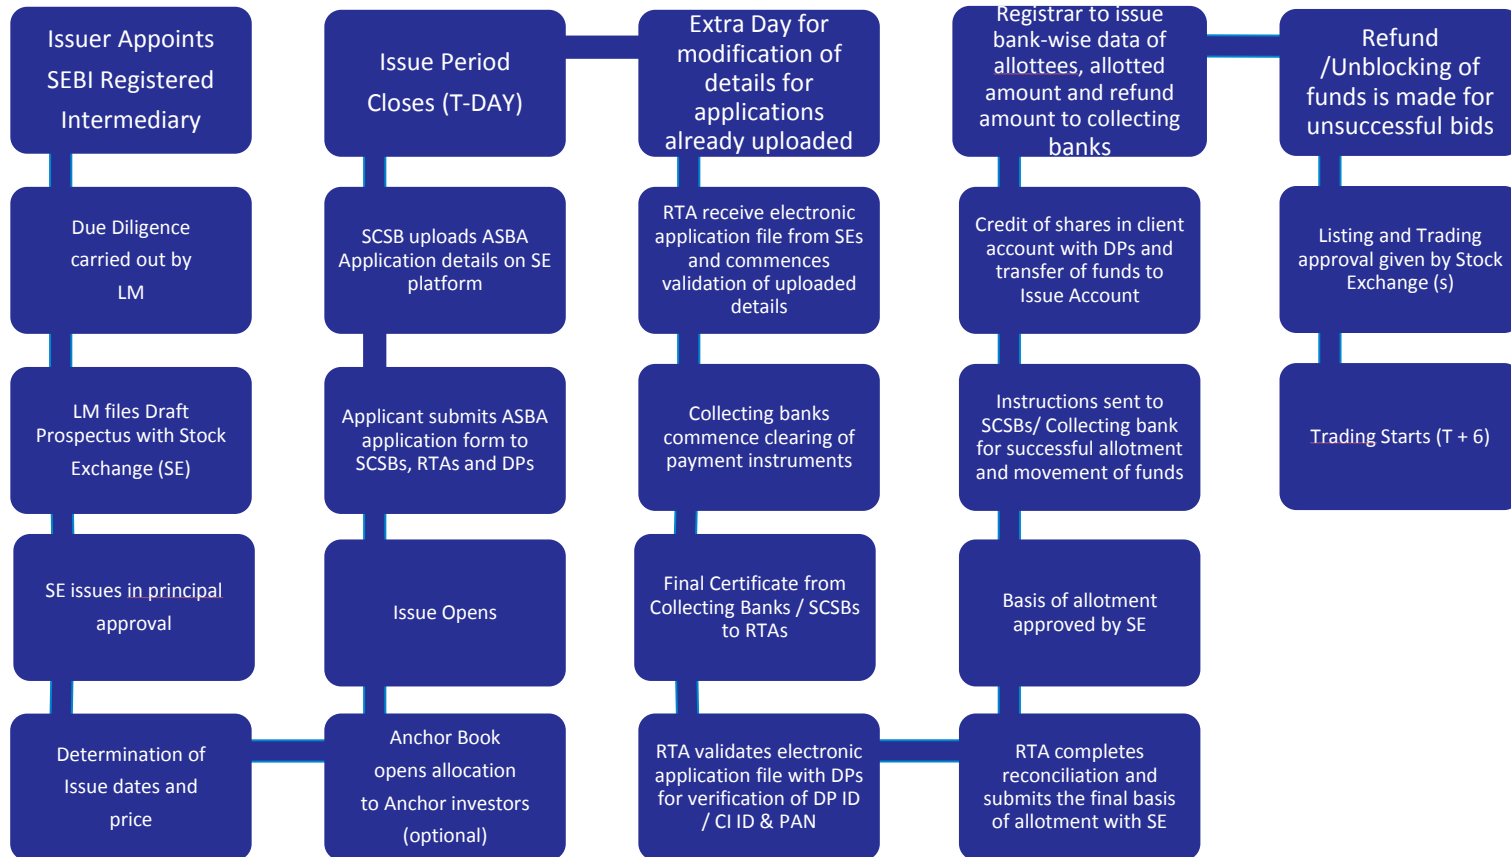 Issuer Appoints
SEBI Registered
Intermediary
Due Diligence
carried out by
LM
LM files Draft
Prospectus with Stock
Exchange (SE)
SE issues in principal
approval
Determination of
Issue dates and
price
Anchor Book
opens allocation
to Anchor investors
(optional)
Issue Opens
Applicant submits ASBA
application form to
SCSBs, RTAs and DPs
SCSB uploads ASBA
Application details on SE
platform
Issue Period
Closes (T-DAY)
Extra Day for
modification of
details for
applications
already uploaded
RTA receive electronic
application file from SEs
and commences
validation of uploaded
details
Collecting banks
commence clearing of
payment instruments
Final Certificate from
Collecting Banks / SCSBs
to RTAs
RTA validates electronic
application file with DPs
for verification of DP ID
/ CI ID & PAN
RTA completes
reconciliation and
submits the final basis
of allotment with SE
Basis of allotment
approved by SE
Instructions sent to
SCSBs/ Collecting bank
for successful allotment
and movement of funds
Credit of shares in client
account with DPs and
transfer of funds to
Issue Account
Registrar to issue
bank-wise data of
allottees, allotted
amount and refund
amount to collecting
banks
Refund
/Unblocking of
funds is made for
unsuccessful bids
Listing and Trading
approval given by Stock
Exchange (s)
Trading Starts (T + 6)